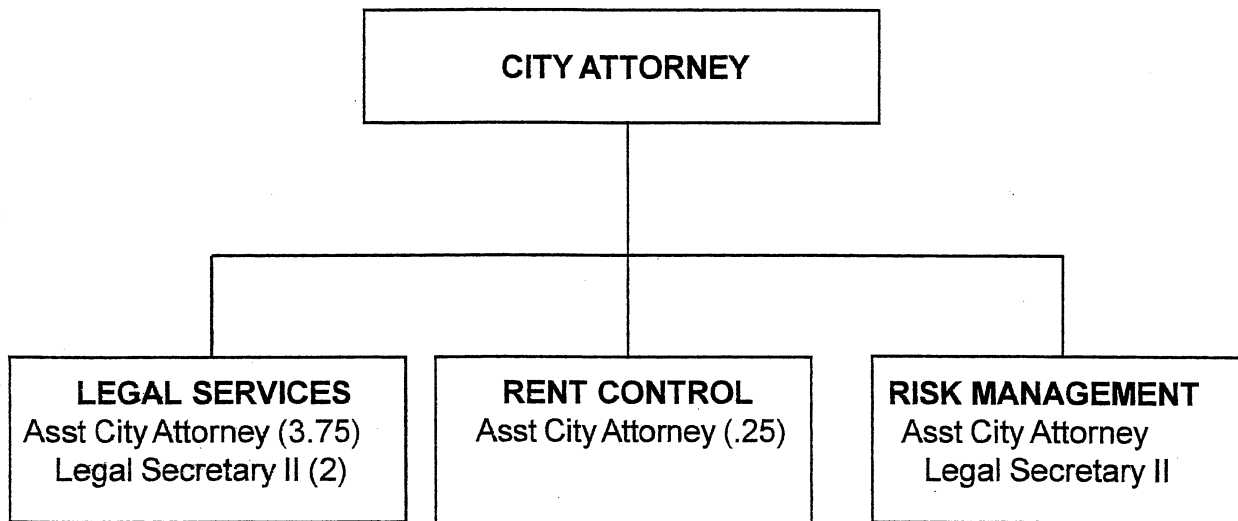 CITY ATTORNEY
LEGAL SERVICES
Asst City Attorney (3.75)
Legal Secretary II (2)
RENT CONTROL
Asst City Attorney (.25)
RISK MANAGEMENT
Asst City Attorney
Legal Secretary II